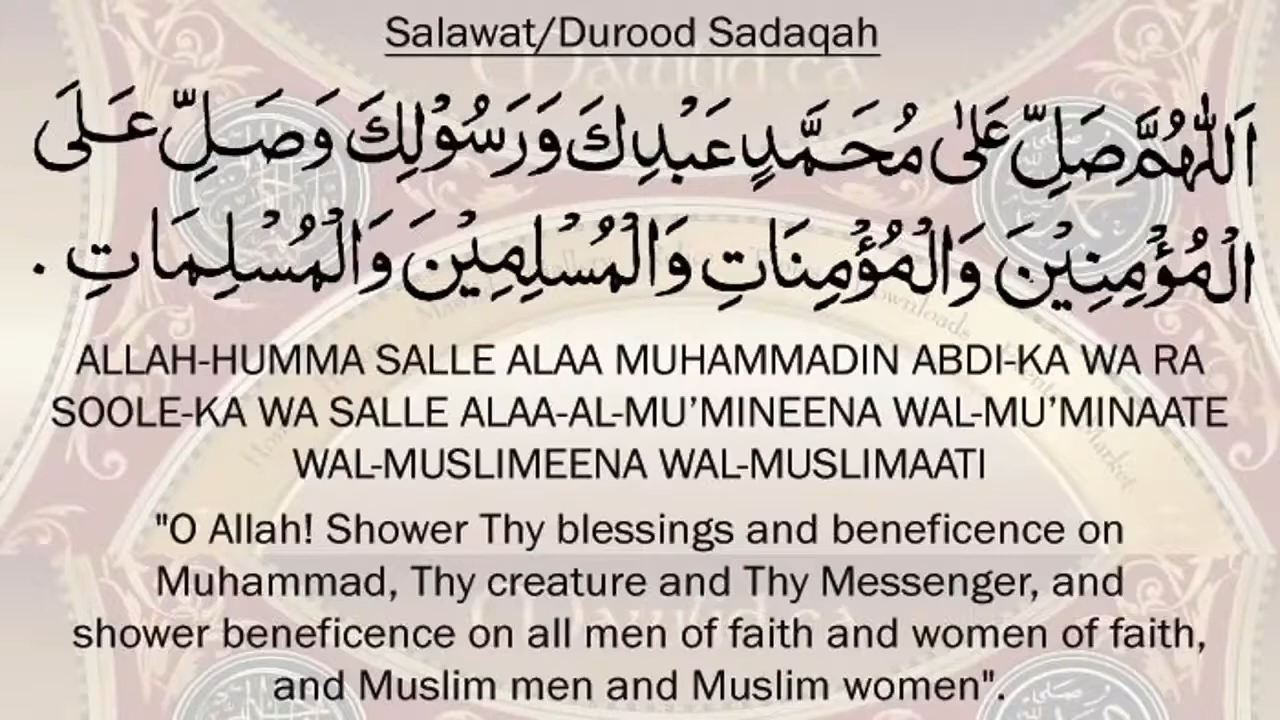 Salawat/Durood Sadaqah
اَللّٰهُمَّ صَلِّ عَلٰى مُحَمَّدٍ عَبْدِكَ وَرَسُوْلِكَ وَصَلِّ عَلَى
الْمُؤْمِنِيْنَ وَالْمُؤْمِنَاتِ وَالْمُسْلِمِيْنَ وَالْمُسْلِمَاتِ .
ALLAH-HUMMA SALLE ALAA MUHAMMADIN ABDI-KA WA RA
SOOLE-KA WA SALLE ALAA-AL-MU’MINEENA WAL-MU’MINAATE
WAL-MUSLIMEENA WAL-MUSLIMAATI
"O Allah! Shower Thy blessings and beneficence on
Muhammad, Thy creature and Thy Messenger, and
shower beneficence on all men of faith and women of faith,
and Muslim men and Muslim women".